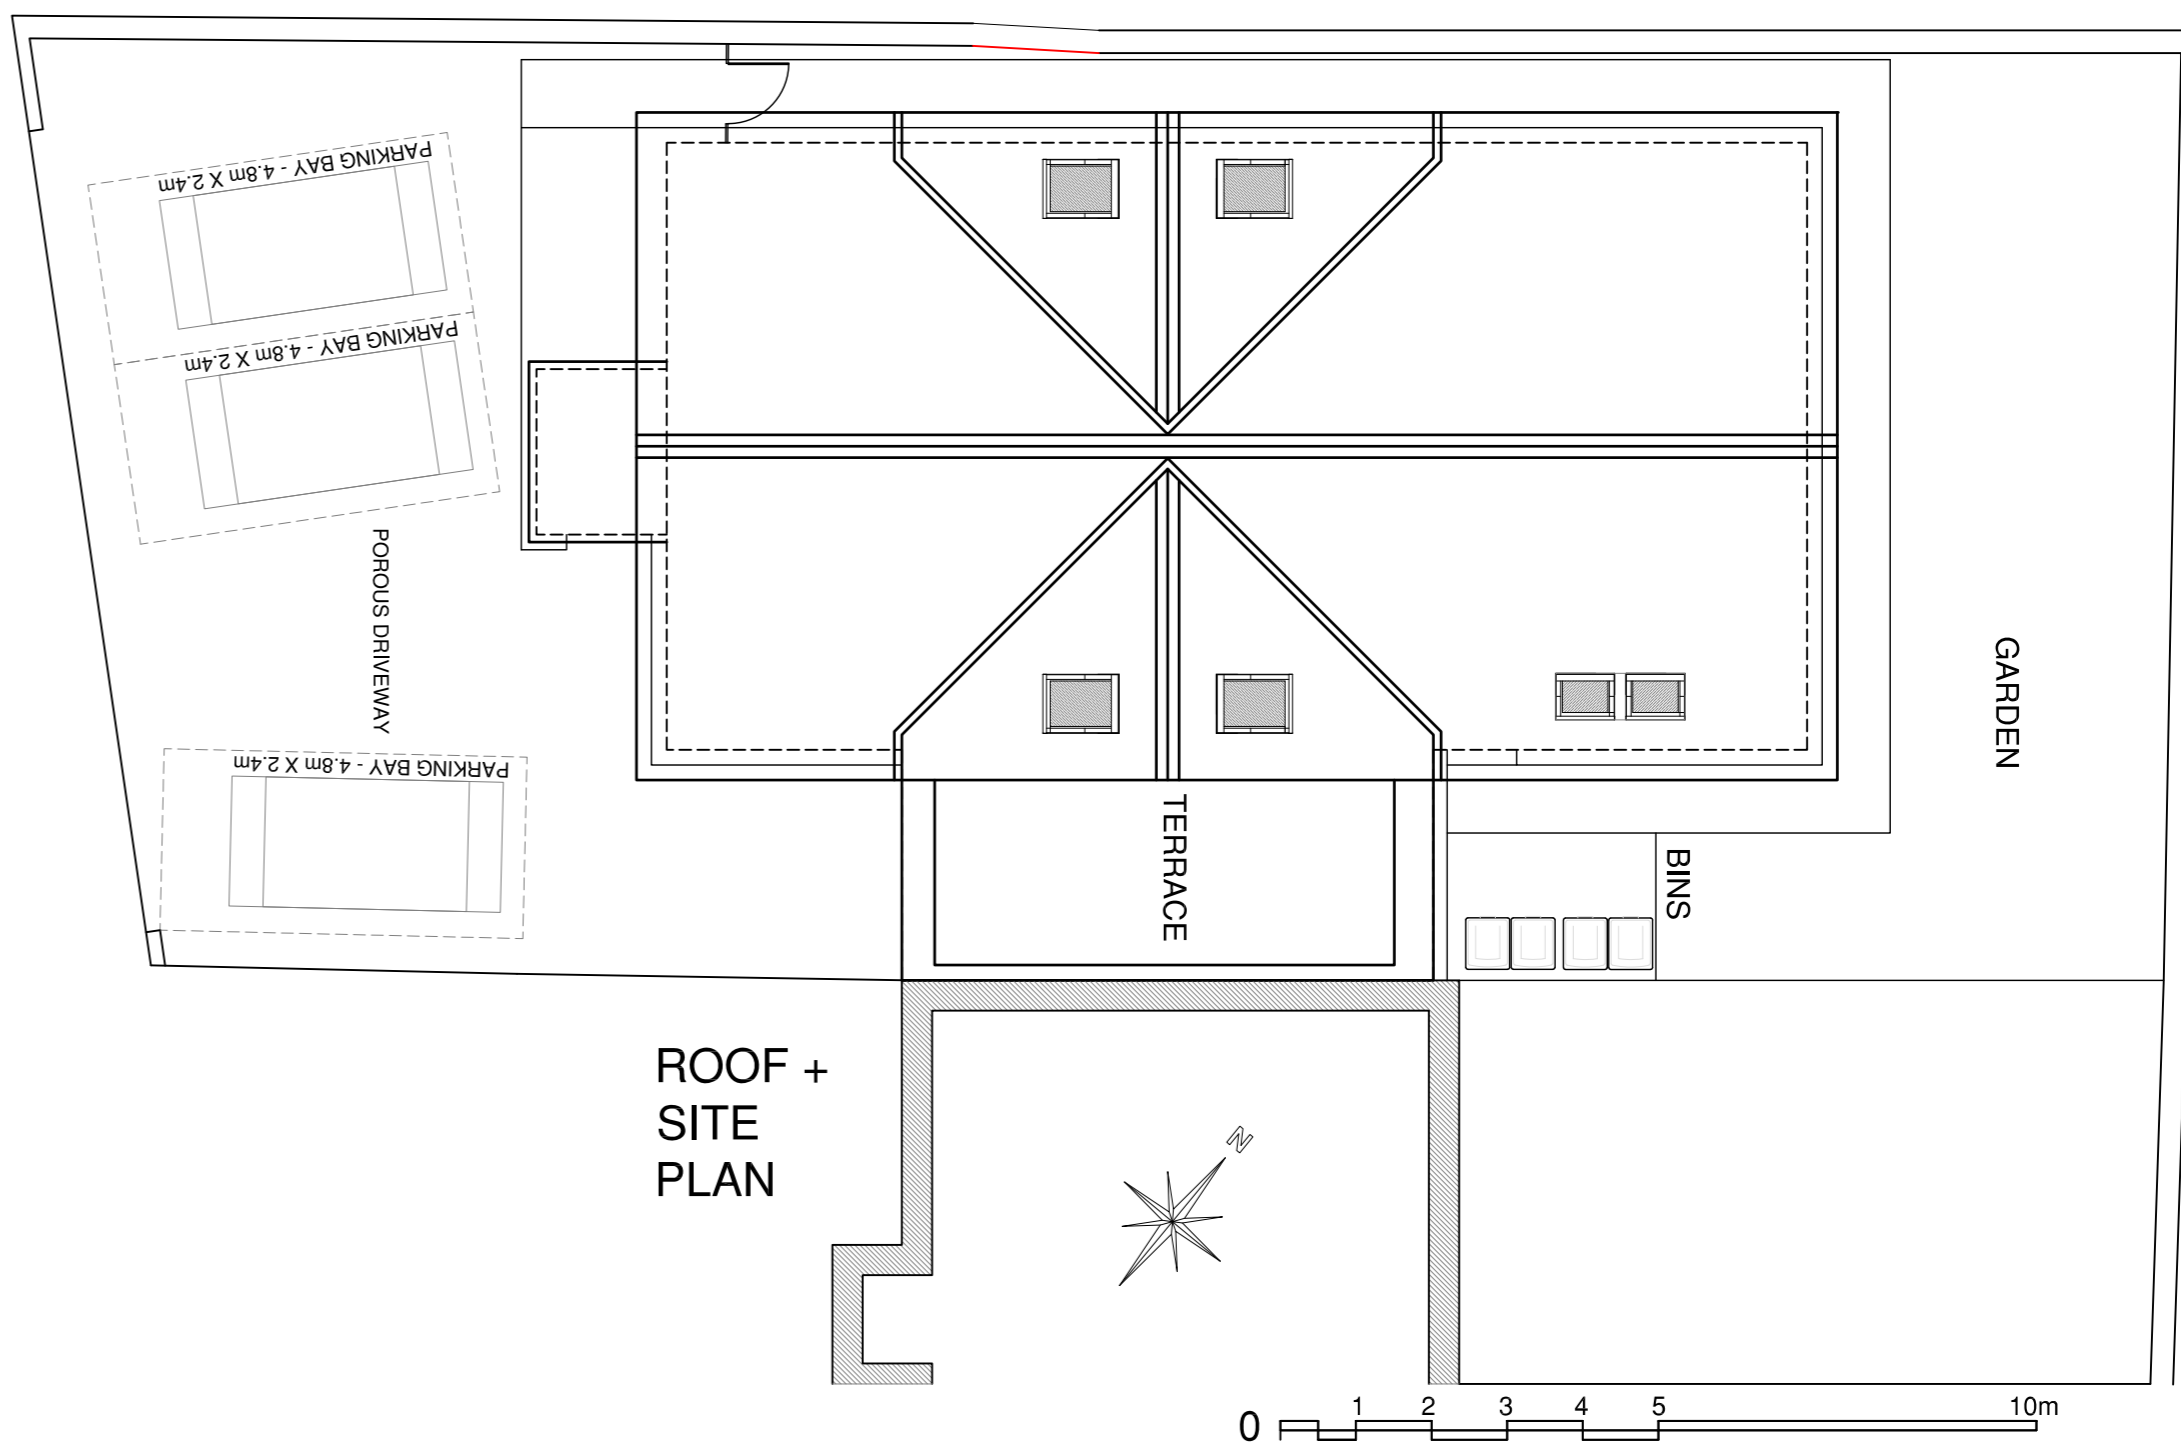 PARKING BAY - 4.8m X 2.4m
PARKING BAY - 4.8m X 2.4m
POROUS DRIVEWAY
PARKING BAY - 4.8m X 2.4m
GARDEN
TERRACE
BINS
ROOF +
SITE
PLAN
N
0 1 2 3 4 5 10m